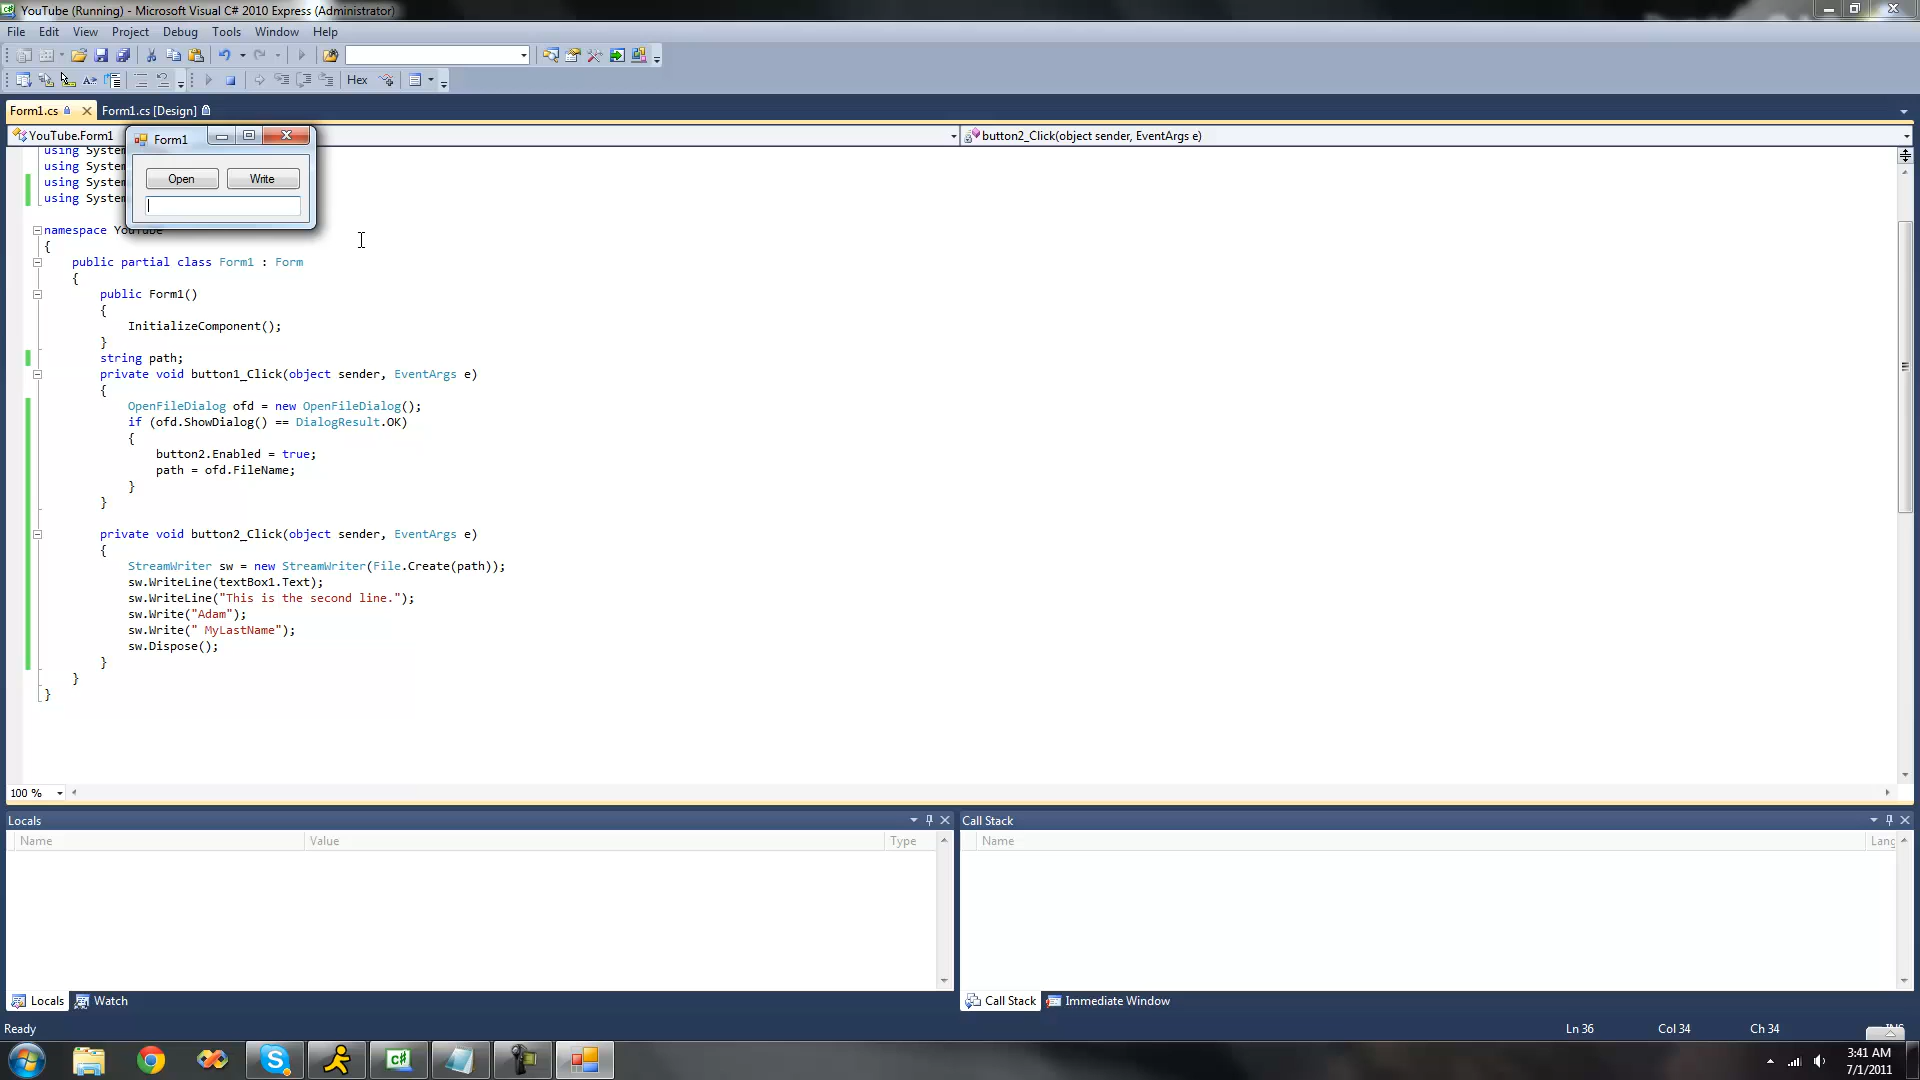 YouTube (Running) - Microsoft Visual C# 2010 Express (Administrator)
File Edit View Project Debug Tools Window Help
Hex
Form1.cs Form1.cs [Design]
YouTube.Form1 button2_Click(object sender, EventArgs e)
Form1
Open Write
using System
using System
using System
using System
namespace YouTube
{
public partial class Form1 : Form
{
public Form1()
{
InitializeComponent();
}
string path;
private void button1_Click(object sender, EventArgs e)
{
OpenFileDialog ofd = new OpenFileDialog();
if (ofd.ShowDialog() == DialogResult.OK)
{
button2.Enabled = true;
path = ofd.FileName;
}
}
private void button2_Click(object sender, EventArgs e)
{
StreamWriter sw = new StreamWriter(File.Create(path));
sw.WriteLine(textBox1.Text);
sw.WriteLine("This is the second line.");
sw.Write("Adam");
sw.Write(" MyLastName");
sw.Dispose();
}
}
}
100 %
Locals Call Stack
Name Value Type Name Lang
Locals Watch Call Stack Immediate Window
Ready Ln 36 Col 34 Ch 34
3:41 AM
7/1/2011